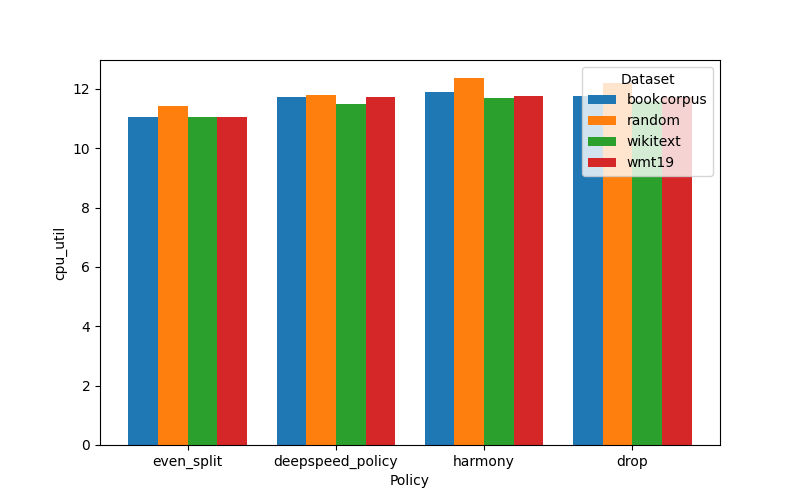 Dataset
bookcorpus
random
wikitext
wmt19
12
10
8
6
4
2
0
cpu_util
even_split
deepspeed_policy
harmony
drop
Policy